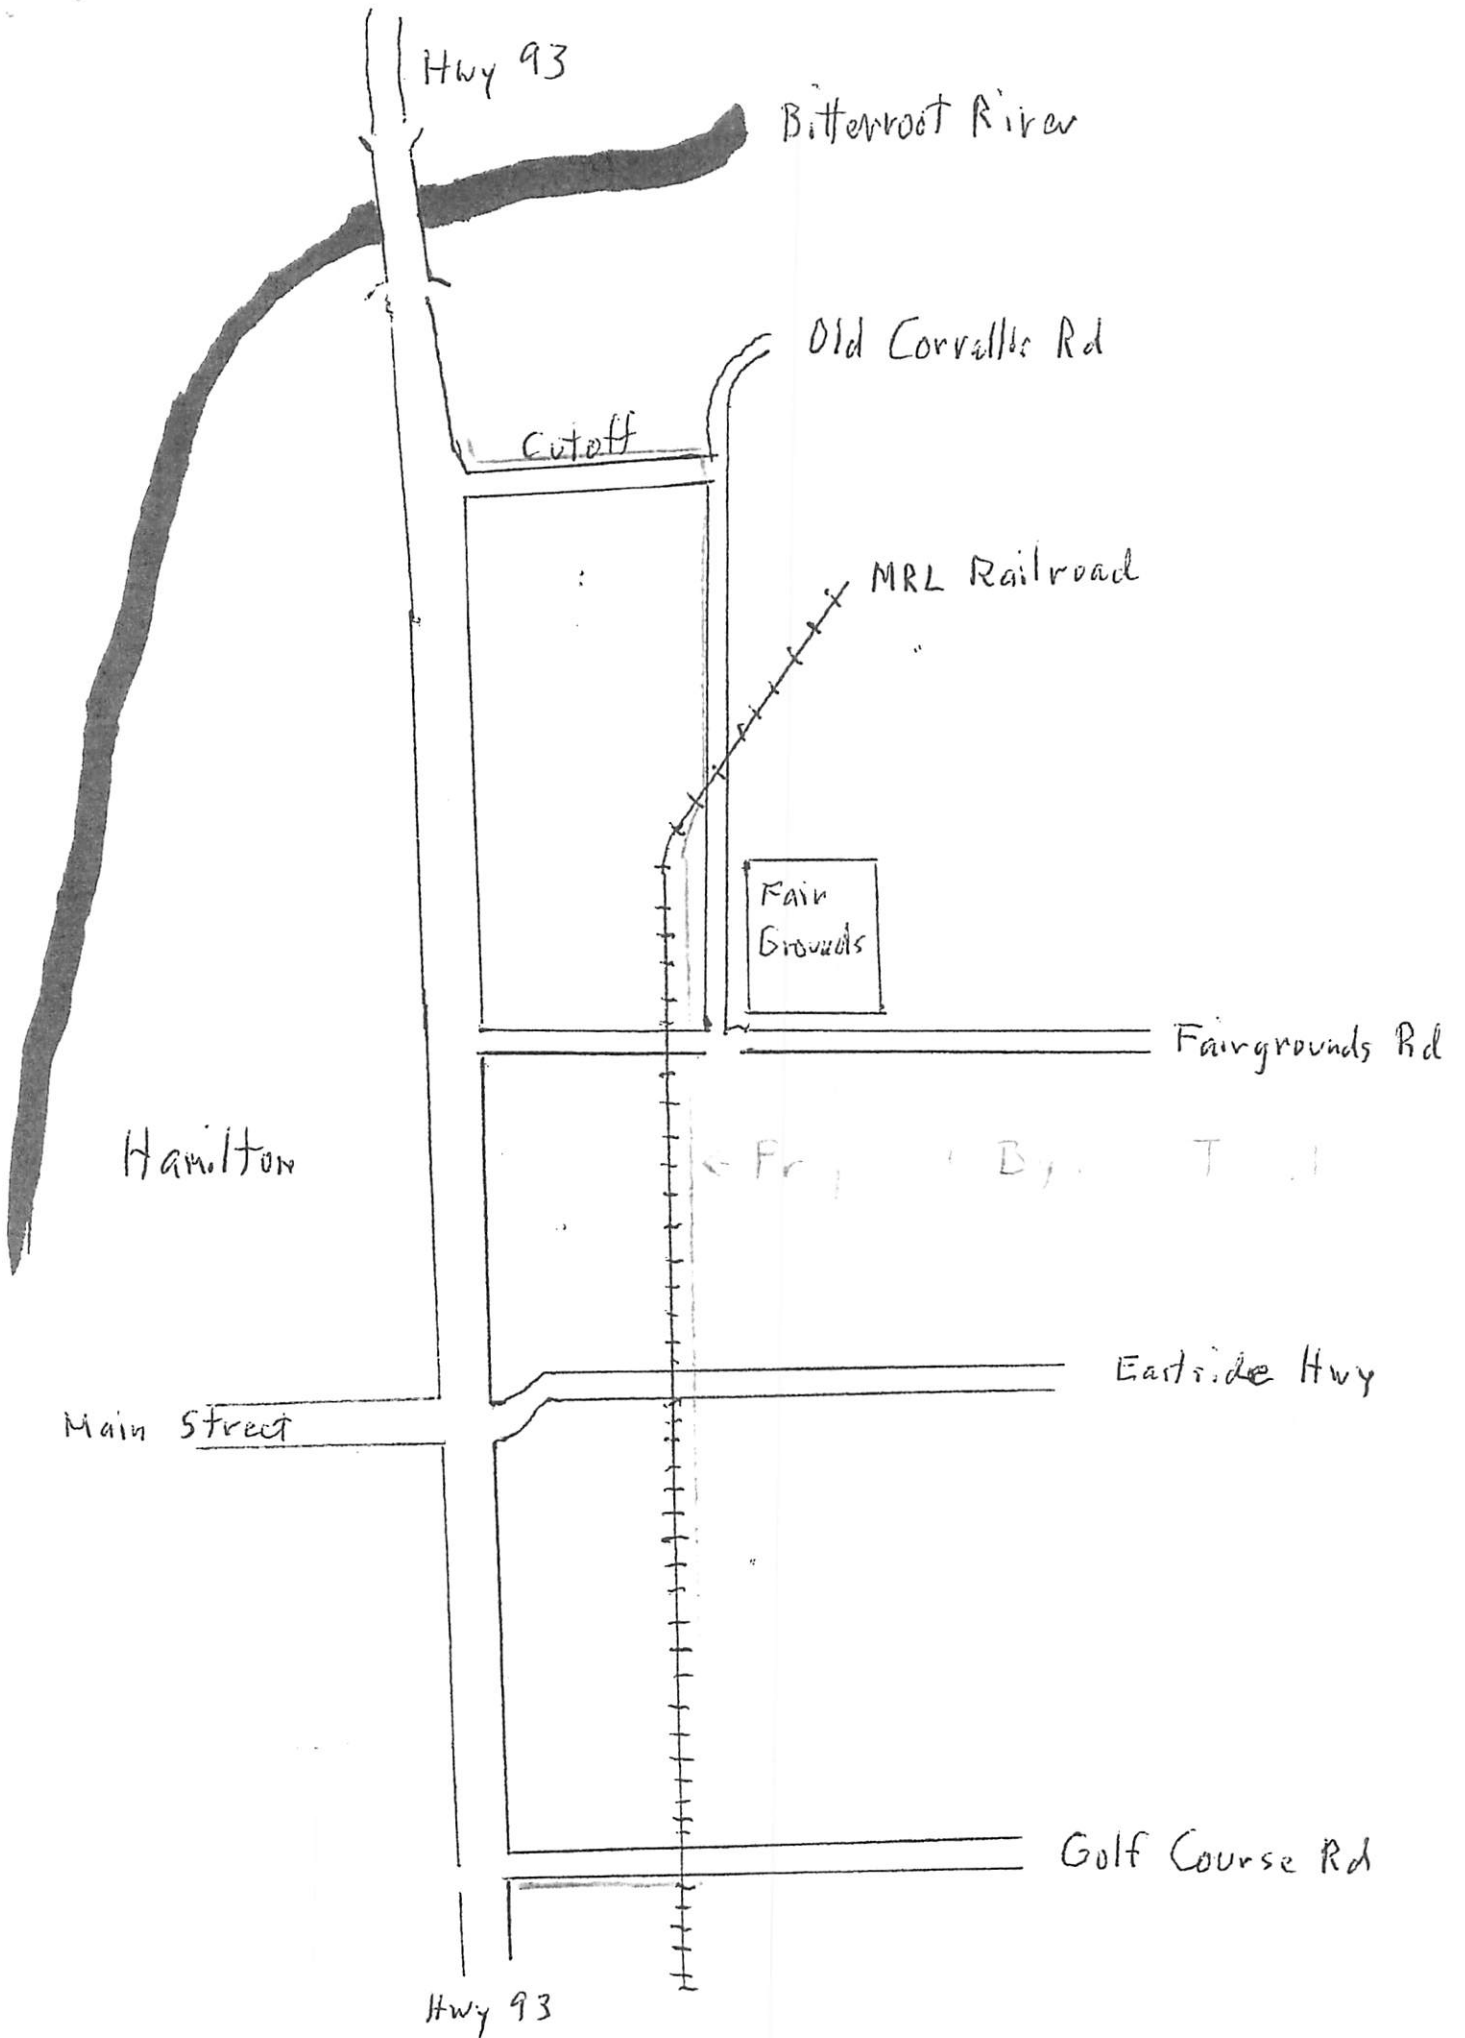 Hwy 93
Bitterroot River
Old Corvallis Rd
Cutoff
MRL Railroad
Fair
Grounds
Fairgrounds Rd
Hamilton
Eastside Hwy
Main Street
Golf Course Rd
Hwy 93